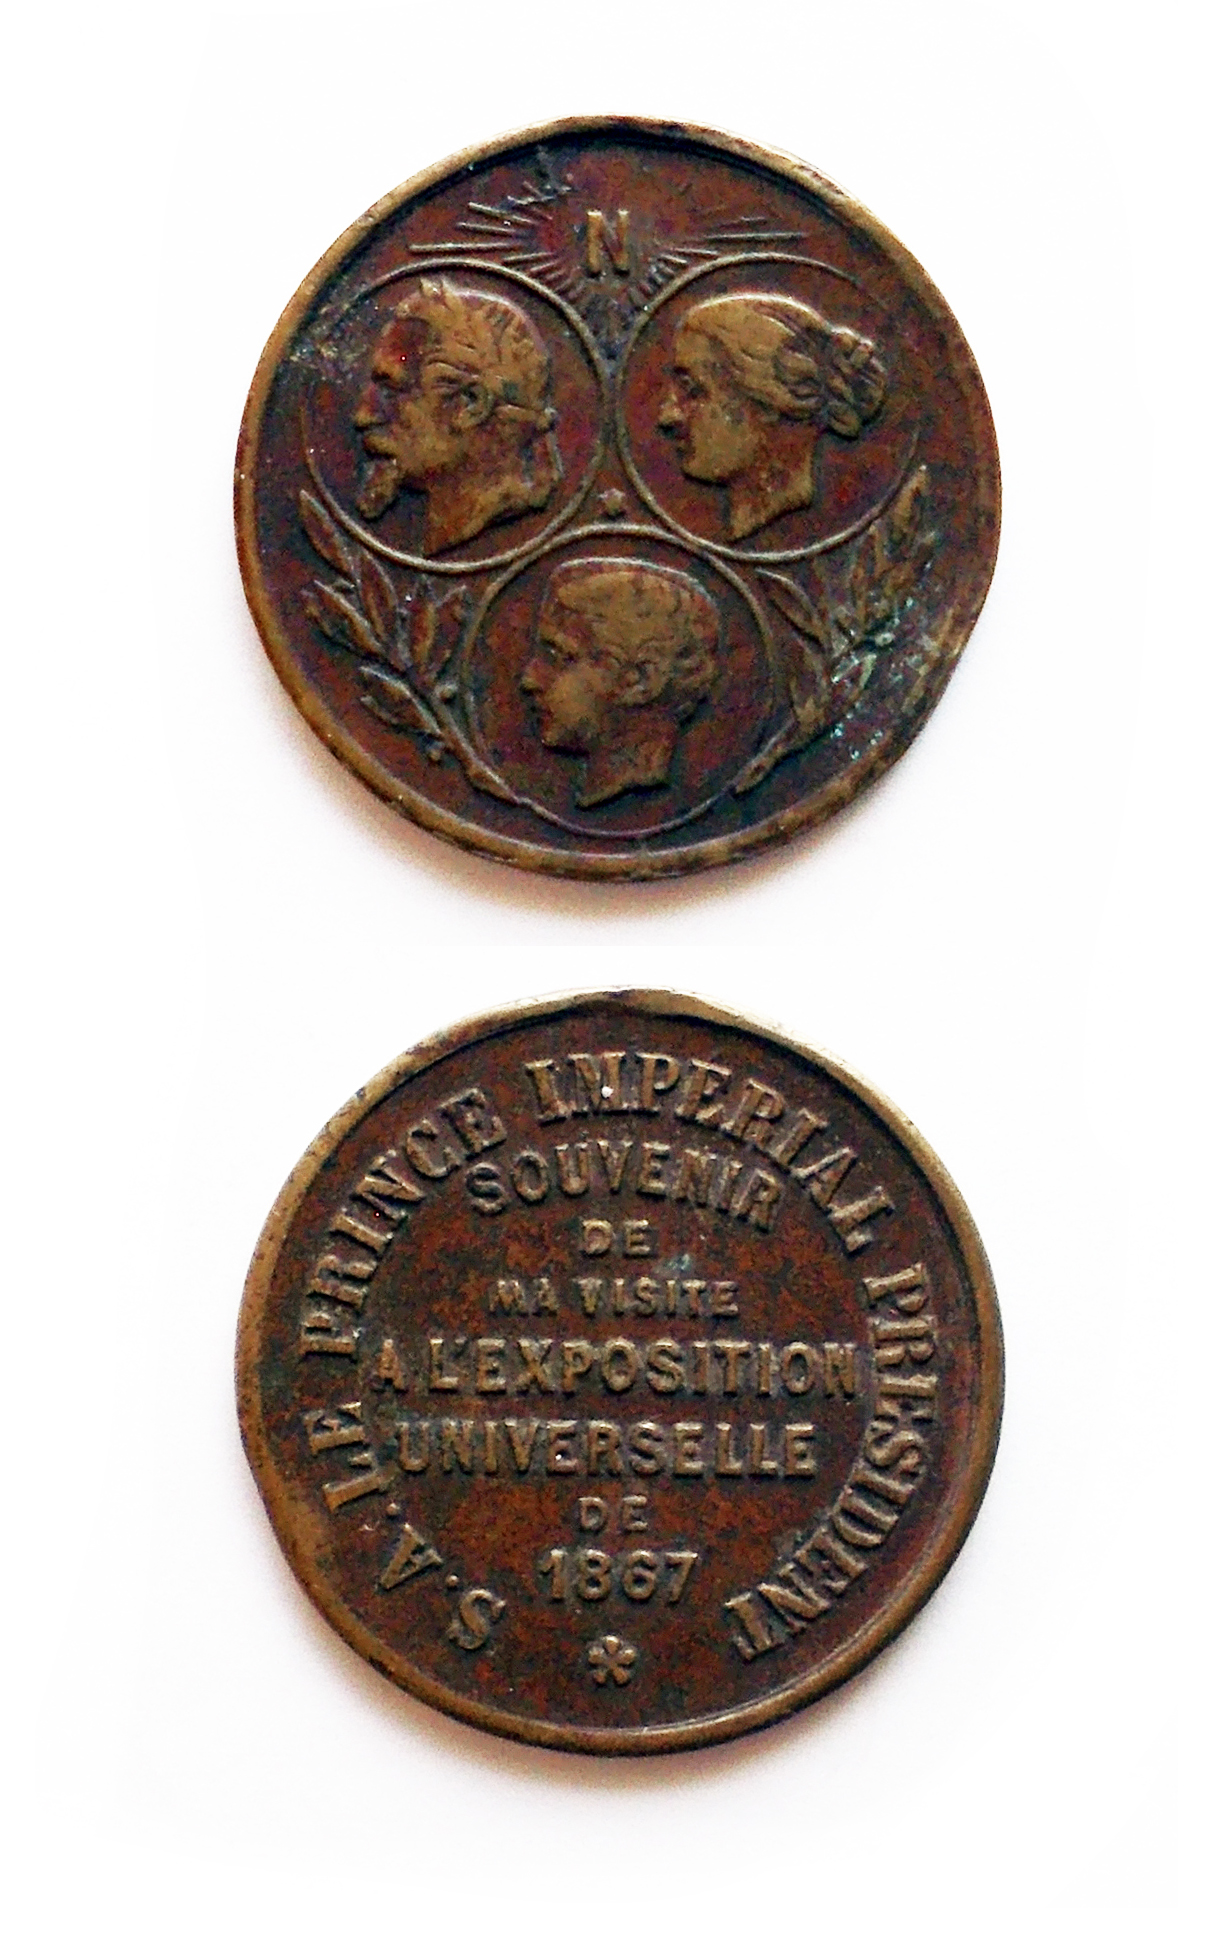 N
S. A. LE PRINCE IMPERIAL PRESIDENT
SOUVENIR
DE
MA VISITE
A L'EXPOSITION
UNIVERSELLE
DE
1867